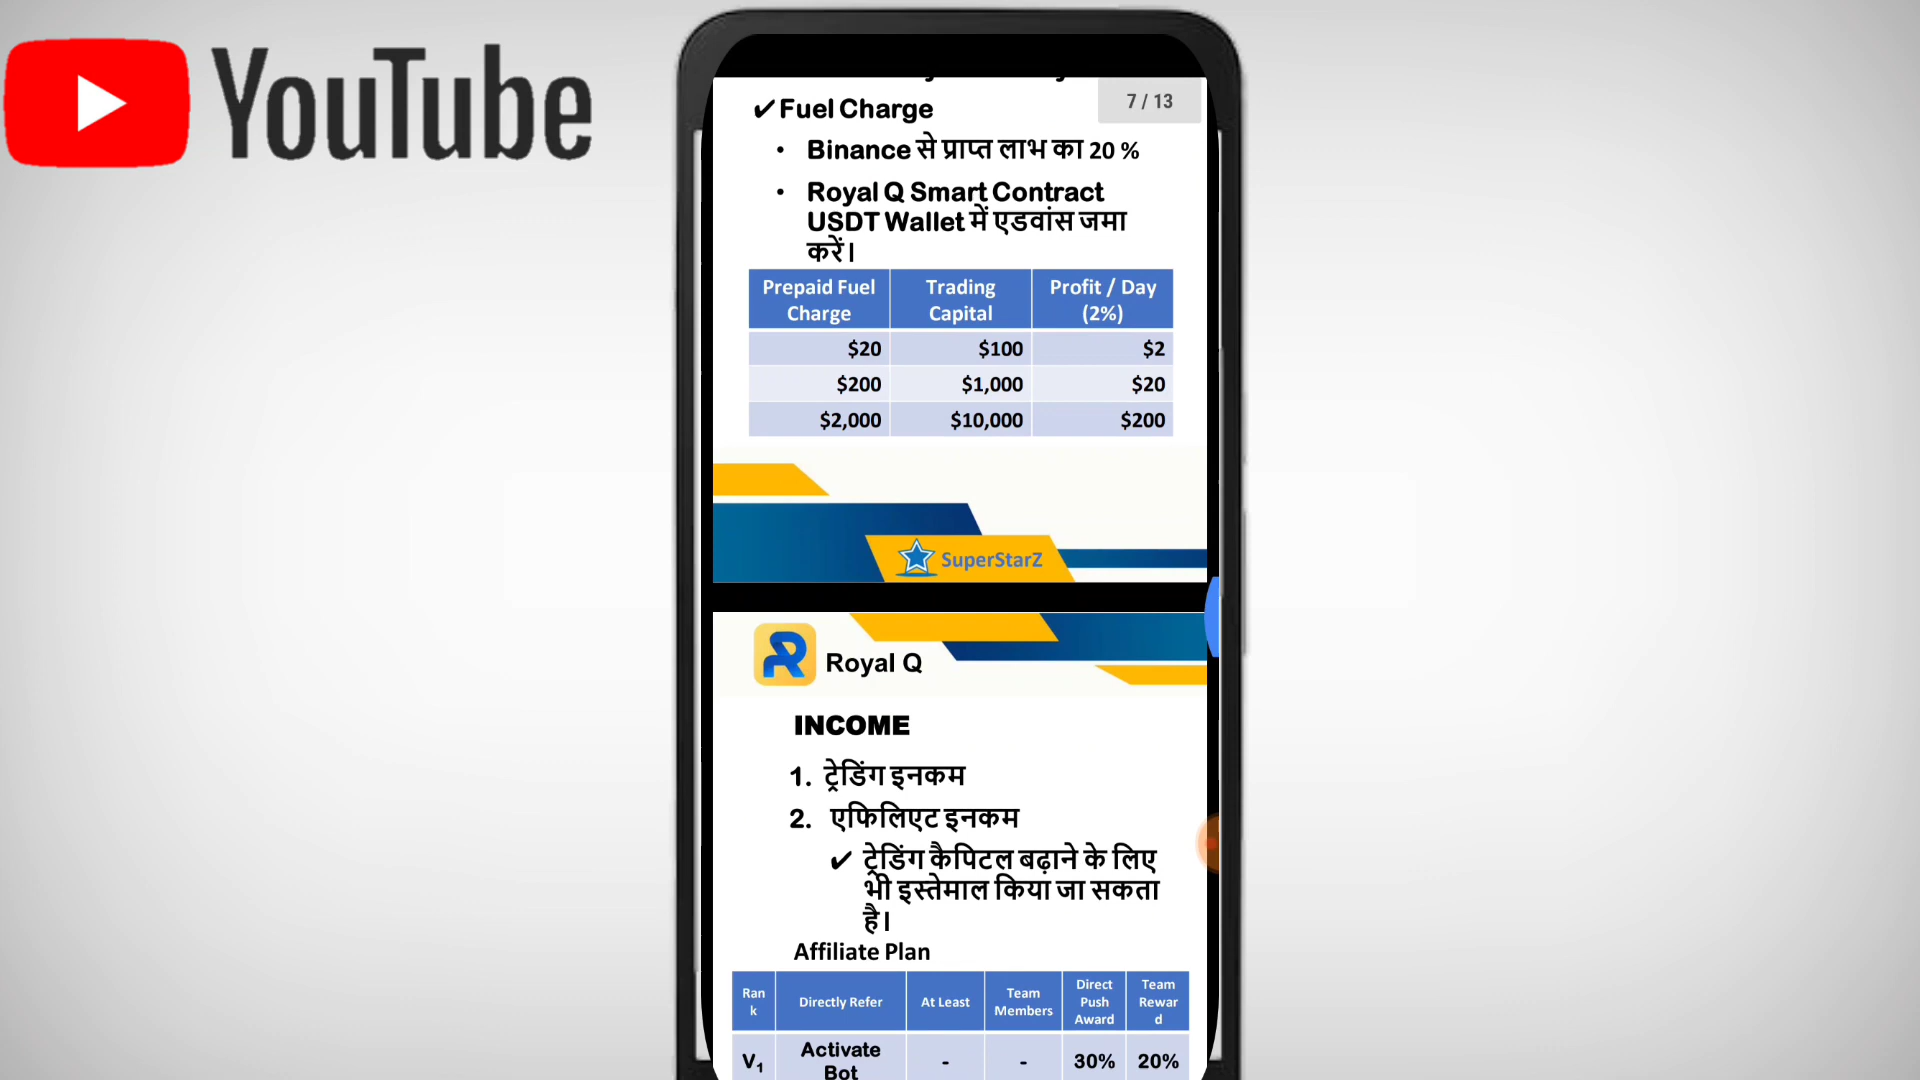 YouTube
7 / 13
✔Fuel Charge
• Binance से प्राप्त लाभ का 20 %
• Royal Q Smart Contract
USDT Wallet में एडवांस जमा
करें।
Prepaid Fuel Charge Trading Capital Profit / Day (2%)
$20 $100 $2
$200 $1,000 $20
$2,000 $10,000 $200
SuperStarZ
Royal Q
INCOME
1. ट्रेडिंग इनकम
2. एफिलिएट इनकम
✔ ट्रेडिंग कैपिटल बढ़ाने के लिए
भी इस्तेमाल किया जा सकता
है।
Affiliate Plan
Rank Directly Refer At Least Team Members Direct Push Award Team Reward
V1 Activate Bot - - 30% 20%